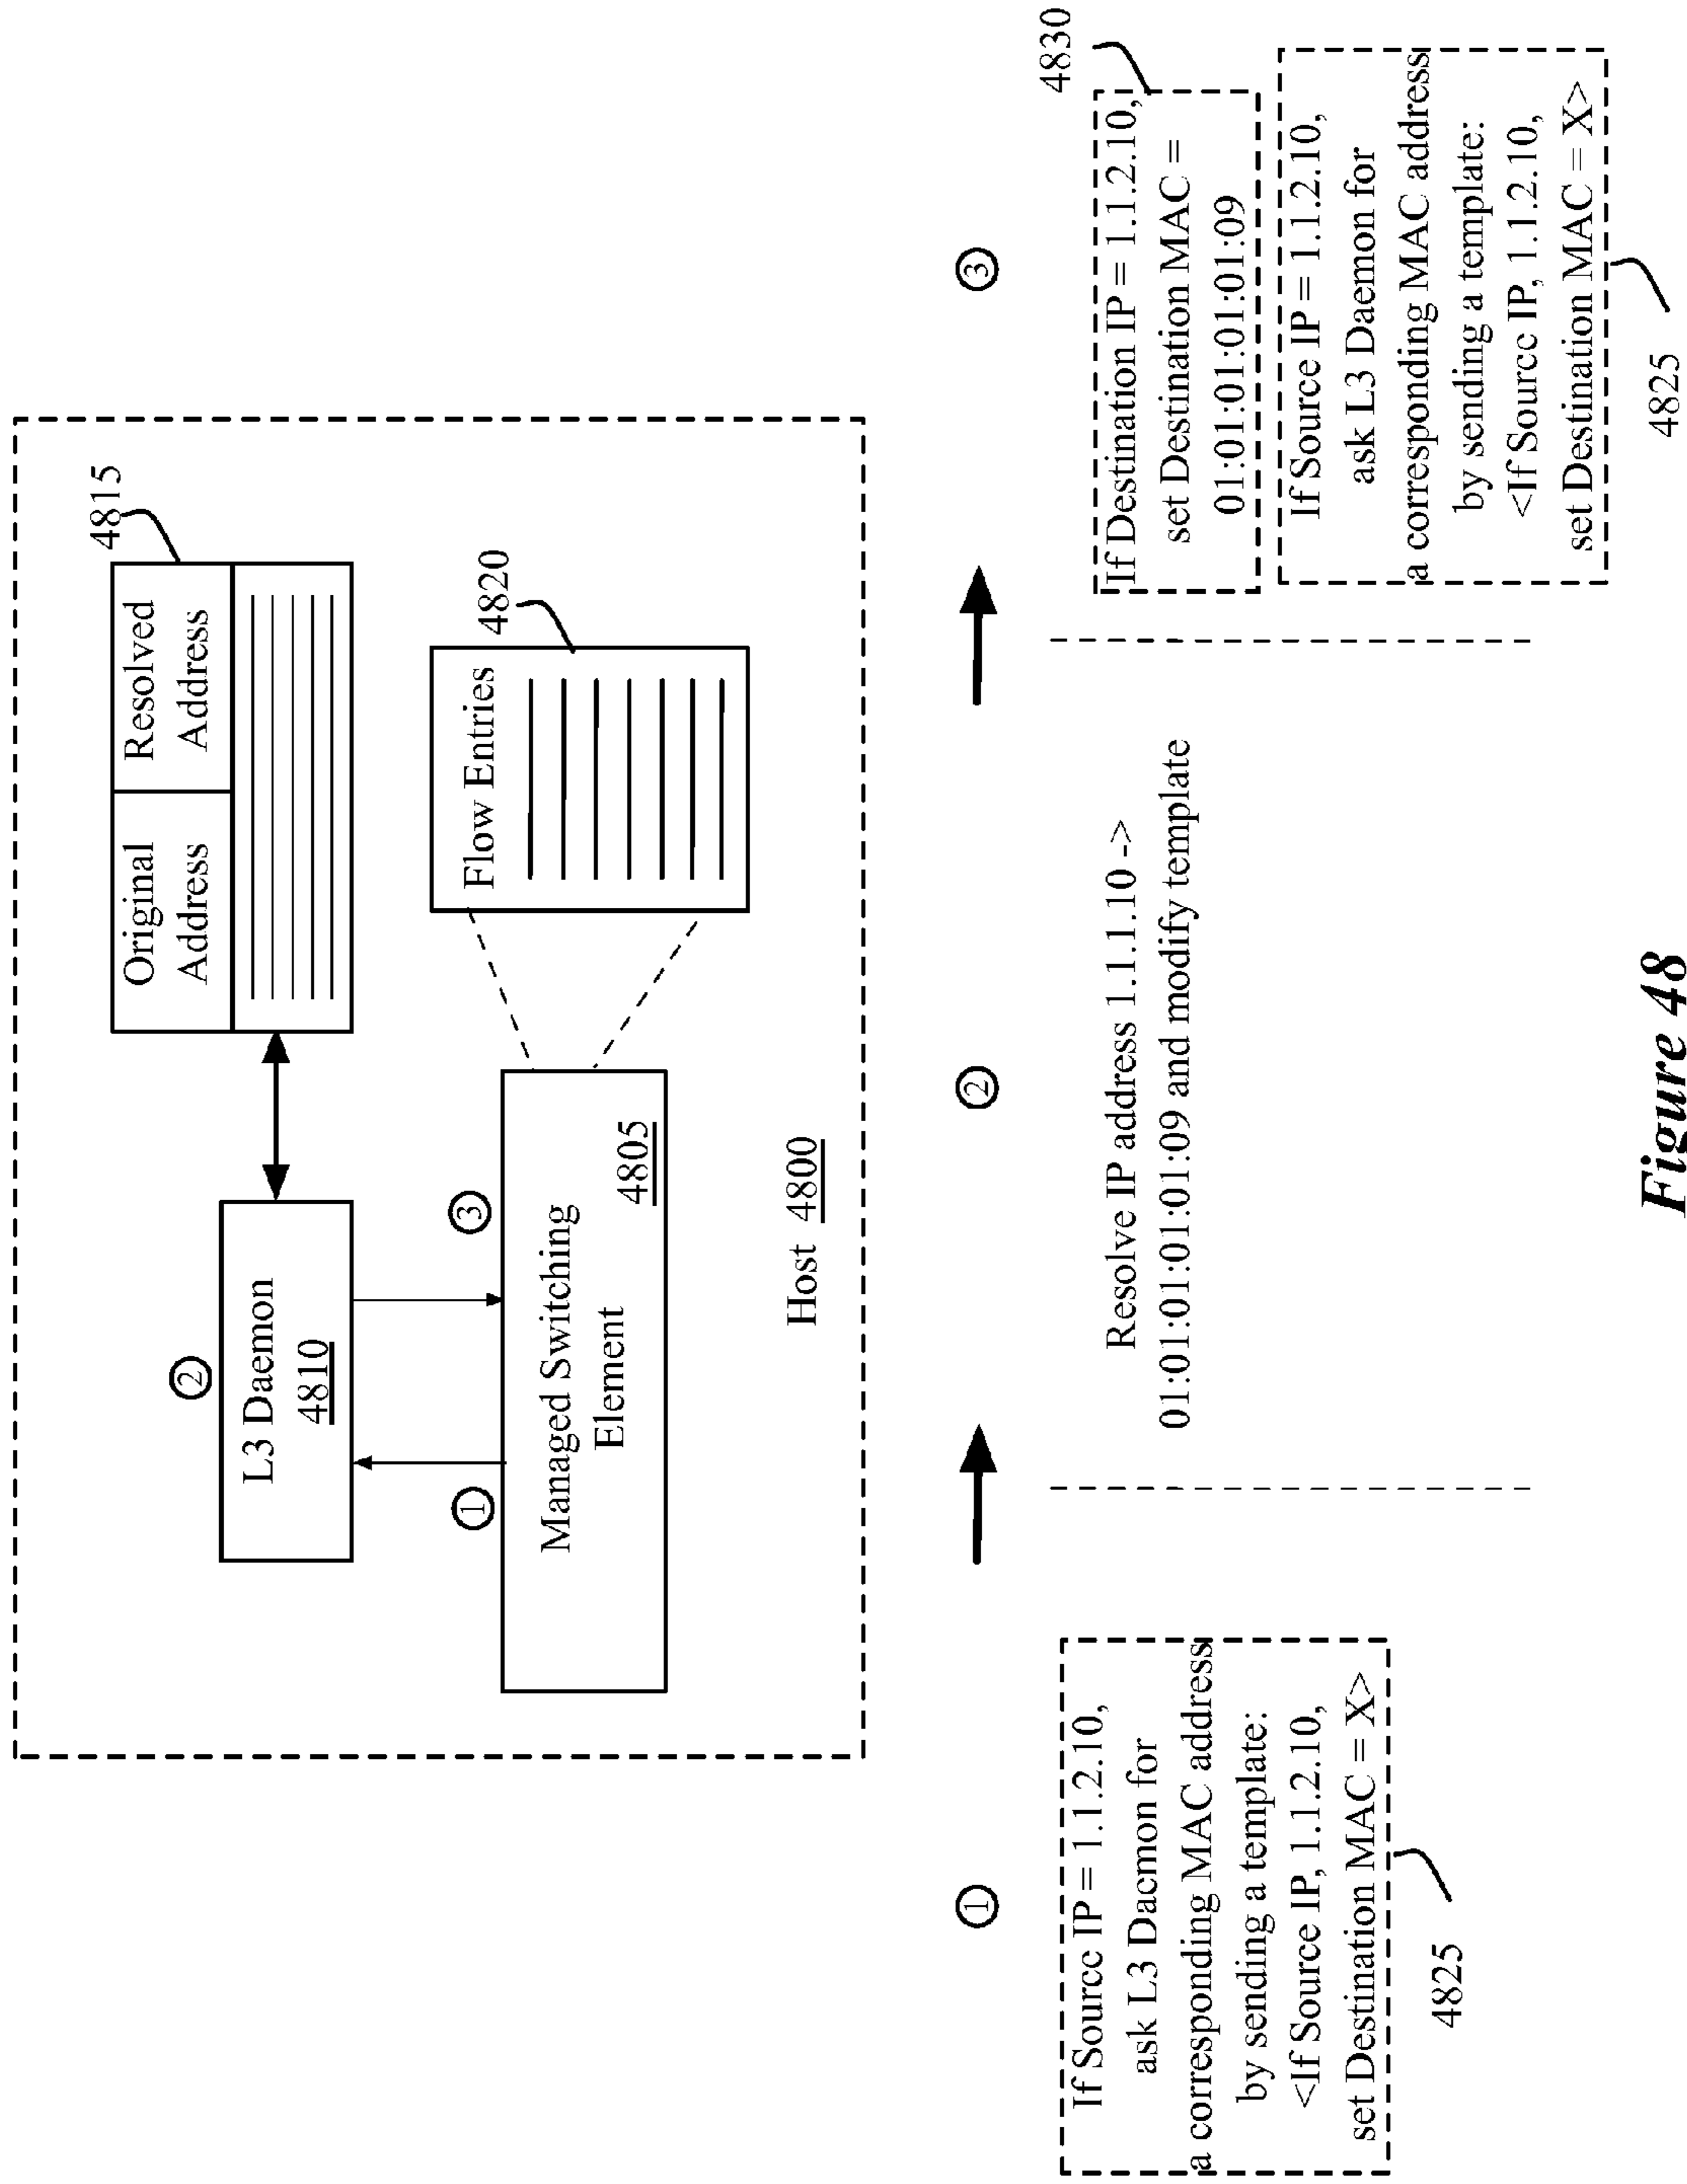 ②
L3 Daemon
4810
Original
Address
Resolved
Address
4815
①
③
Managed Switching
Element
4805
Flow Entries
4820
Host 4800
①
If Source IP = 1.1.2.10,
ask L3 Daemon for
a corresponding MAC address
by sending a template:
<If Source IP, 1.1.2.10,
set Destination MAC = X>
4825
②
Resolve IP address 1.1.1.10 ->
01:01:01:01:01:09 and modify template
③
4830
If Destination IP = 1.1.2.10,
set Destination MAC =
01:01:01:01:01:09
If Source IP = 1.1.2.10,
ask L3 Daemon for
a corresponding MAC address
by sending a template:
<If Source IP, 1.1.2.10,
set Destination MAC = X>
4825
Figure 48